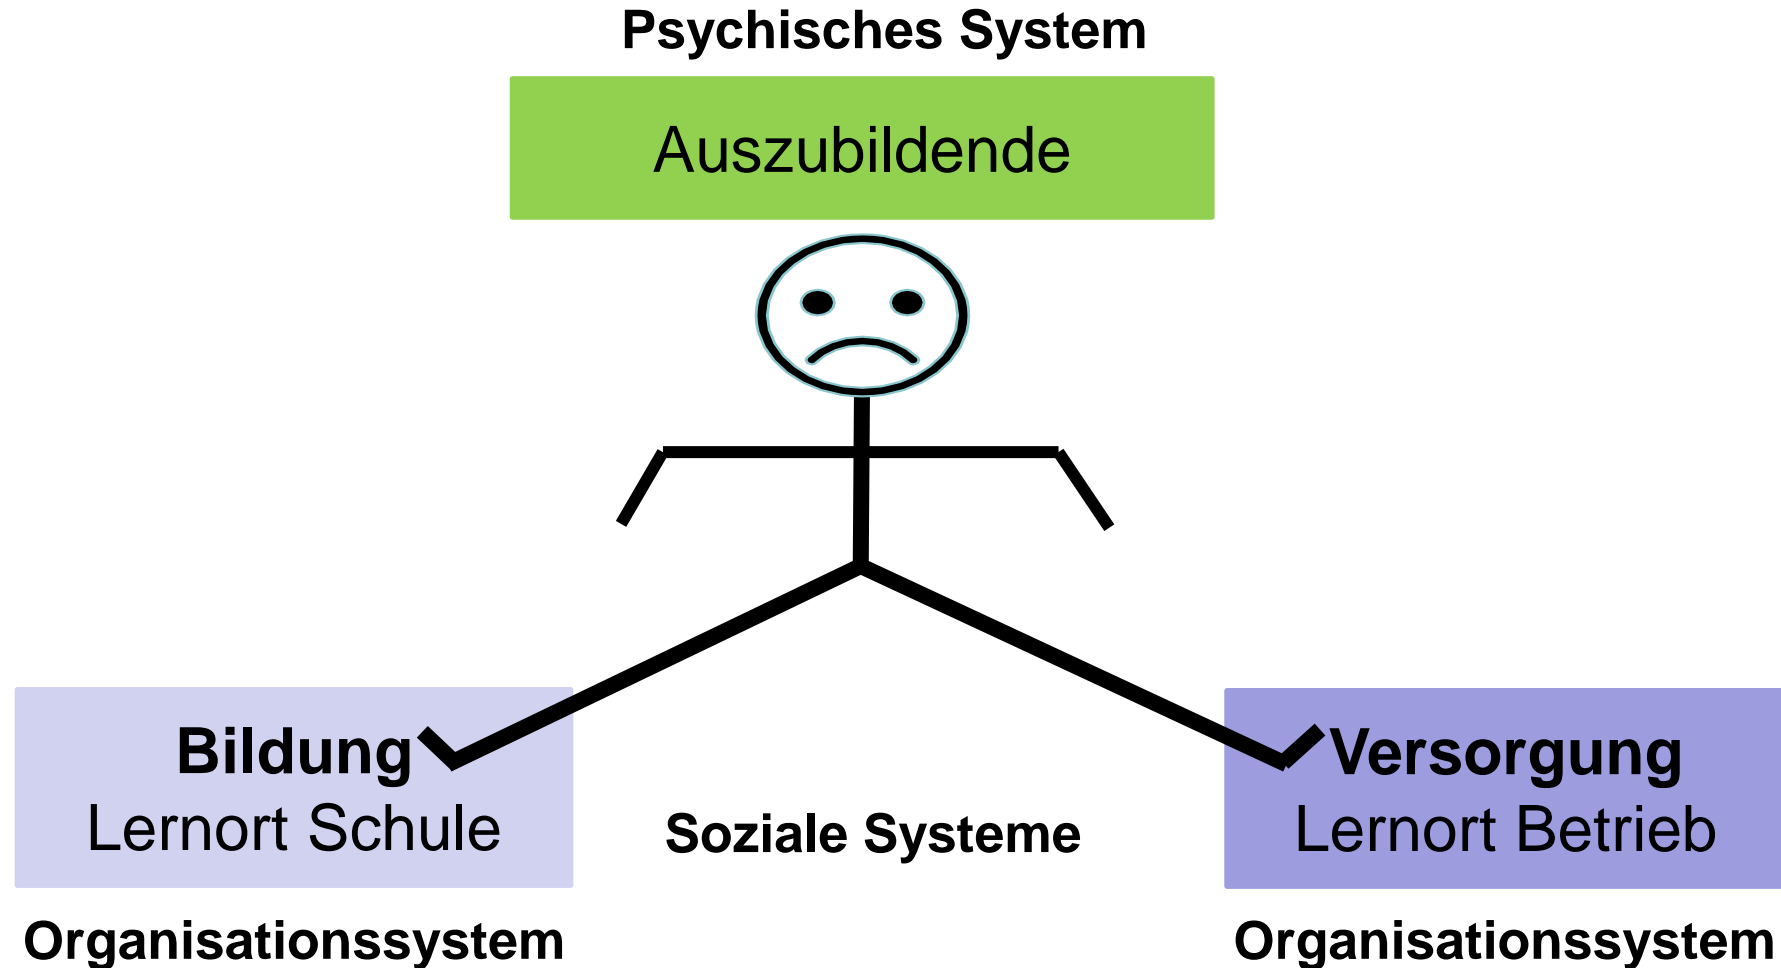 Psychisches System
Auszubildende
Bildung
Lernort Schule
Organisationssystem
Soziale Systeme
Versorgung
Lernort Betrieb
Organisationssystem